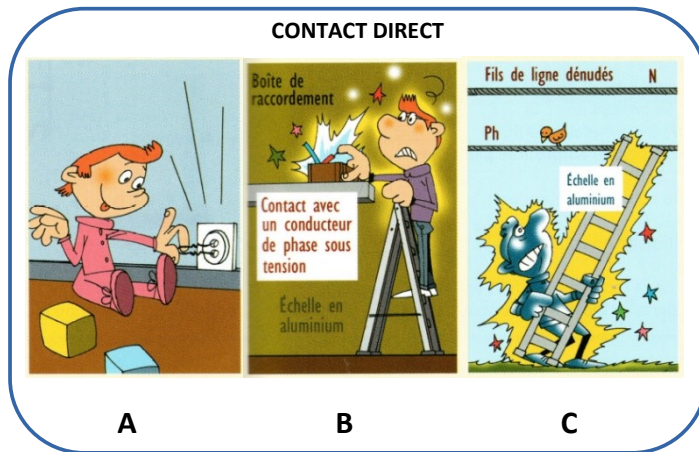 CONTACT DIRECT
Boîte de
raccordement
Contact avec
un conducteur
de phase sous
tension
Échelle en
aluminium
Fils de ligne dénudés N
Ph
Échelle en
aluminium
A B C